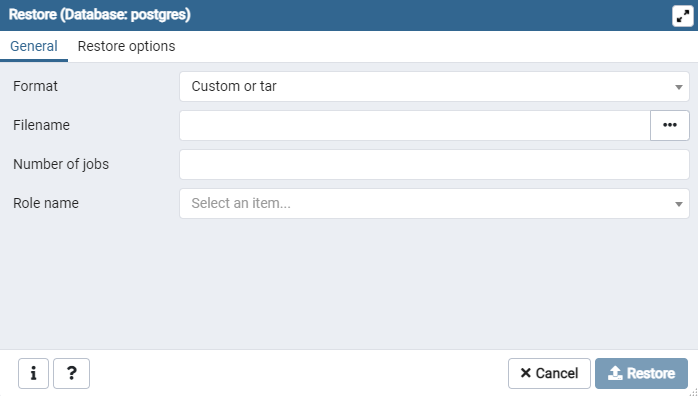 Restore (Database: postgres)
General Restore options
Format Custom or tar
Filename •••
Number of jobs
Role name Select an item...
i ? Cancel Restore